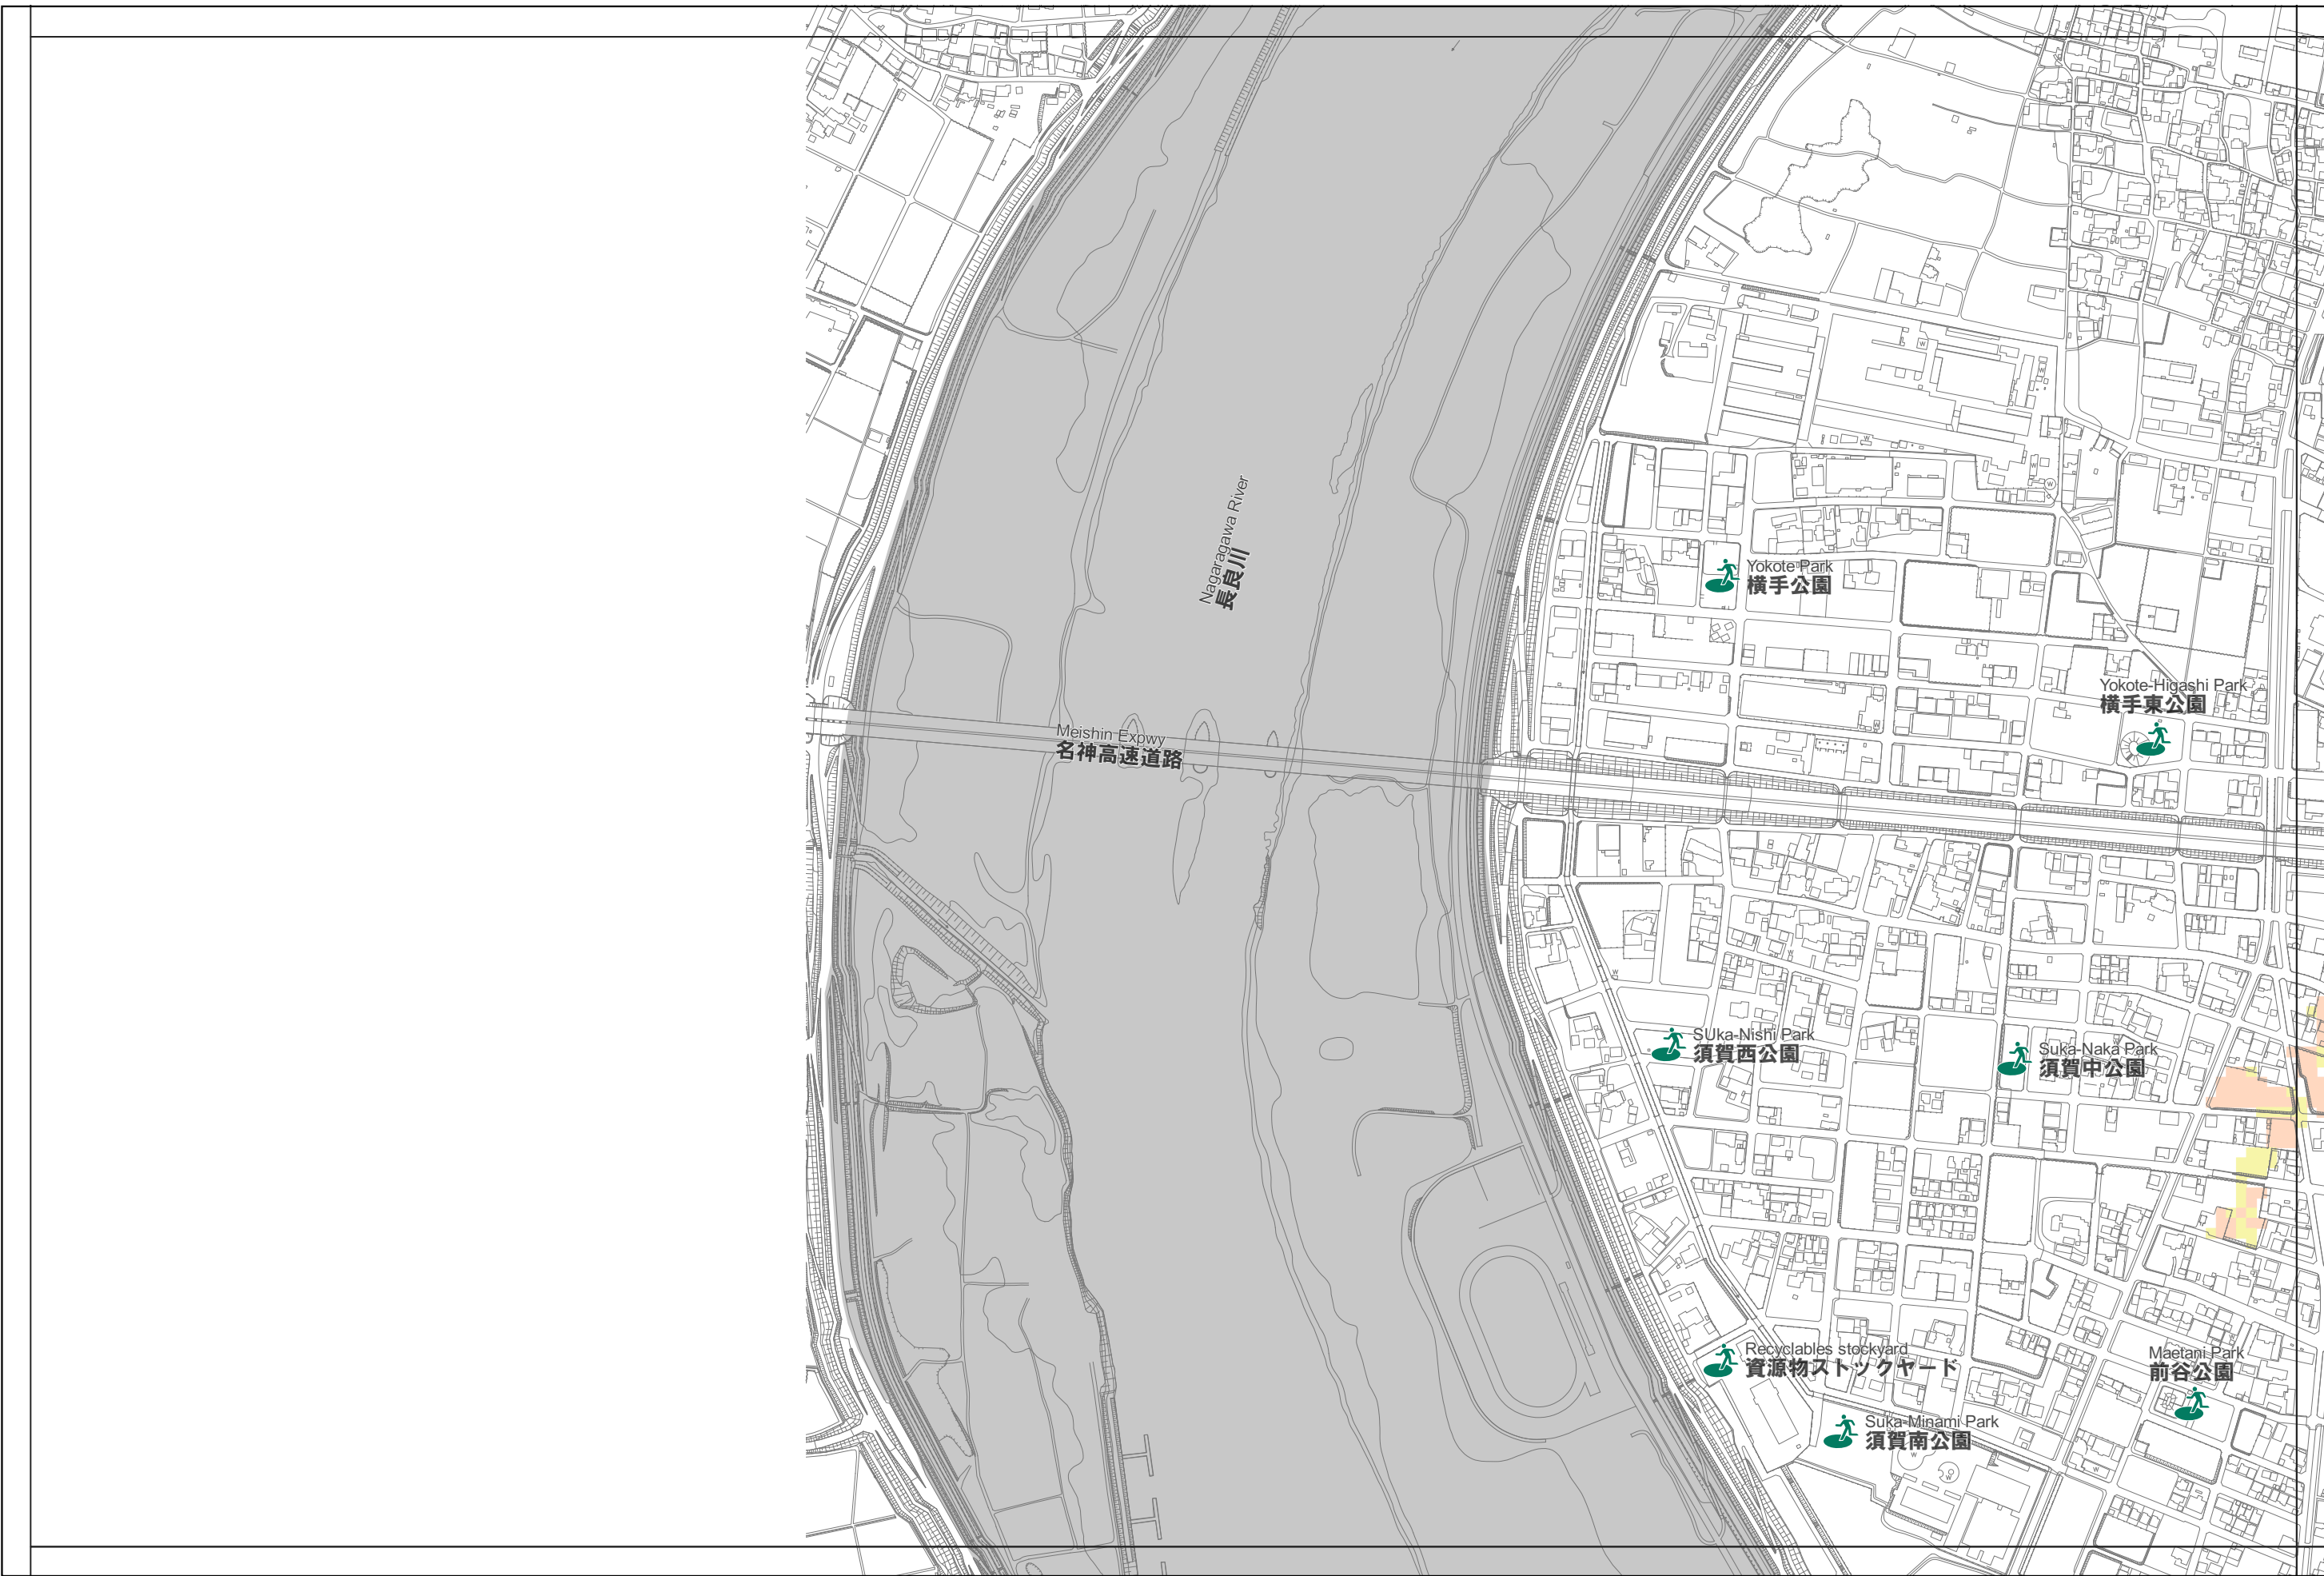 Nagaragawa River
長良川
Yokote Park
横手公園
Yokote-Higashi Park
横手東公園
Meishin Expwy
名神高速道路
SUka-Nishi Park
須賀西公園
Suka-Naka Park
須賀中公園
Recyclables stockyard
資源物ストックヤード
Maetani Park
前谷公園
Suka-Minami Park
須賀南公園